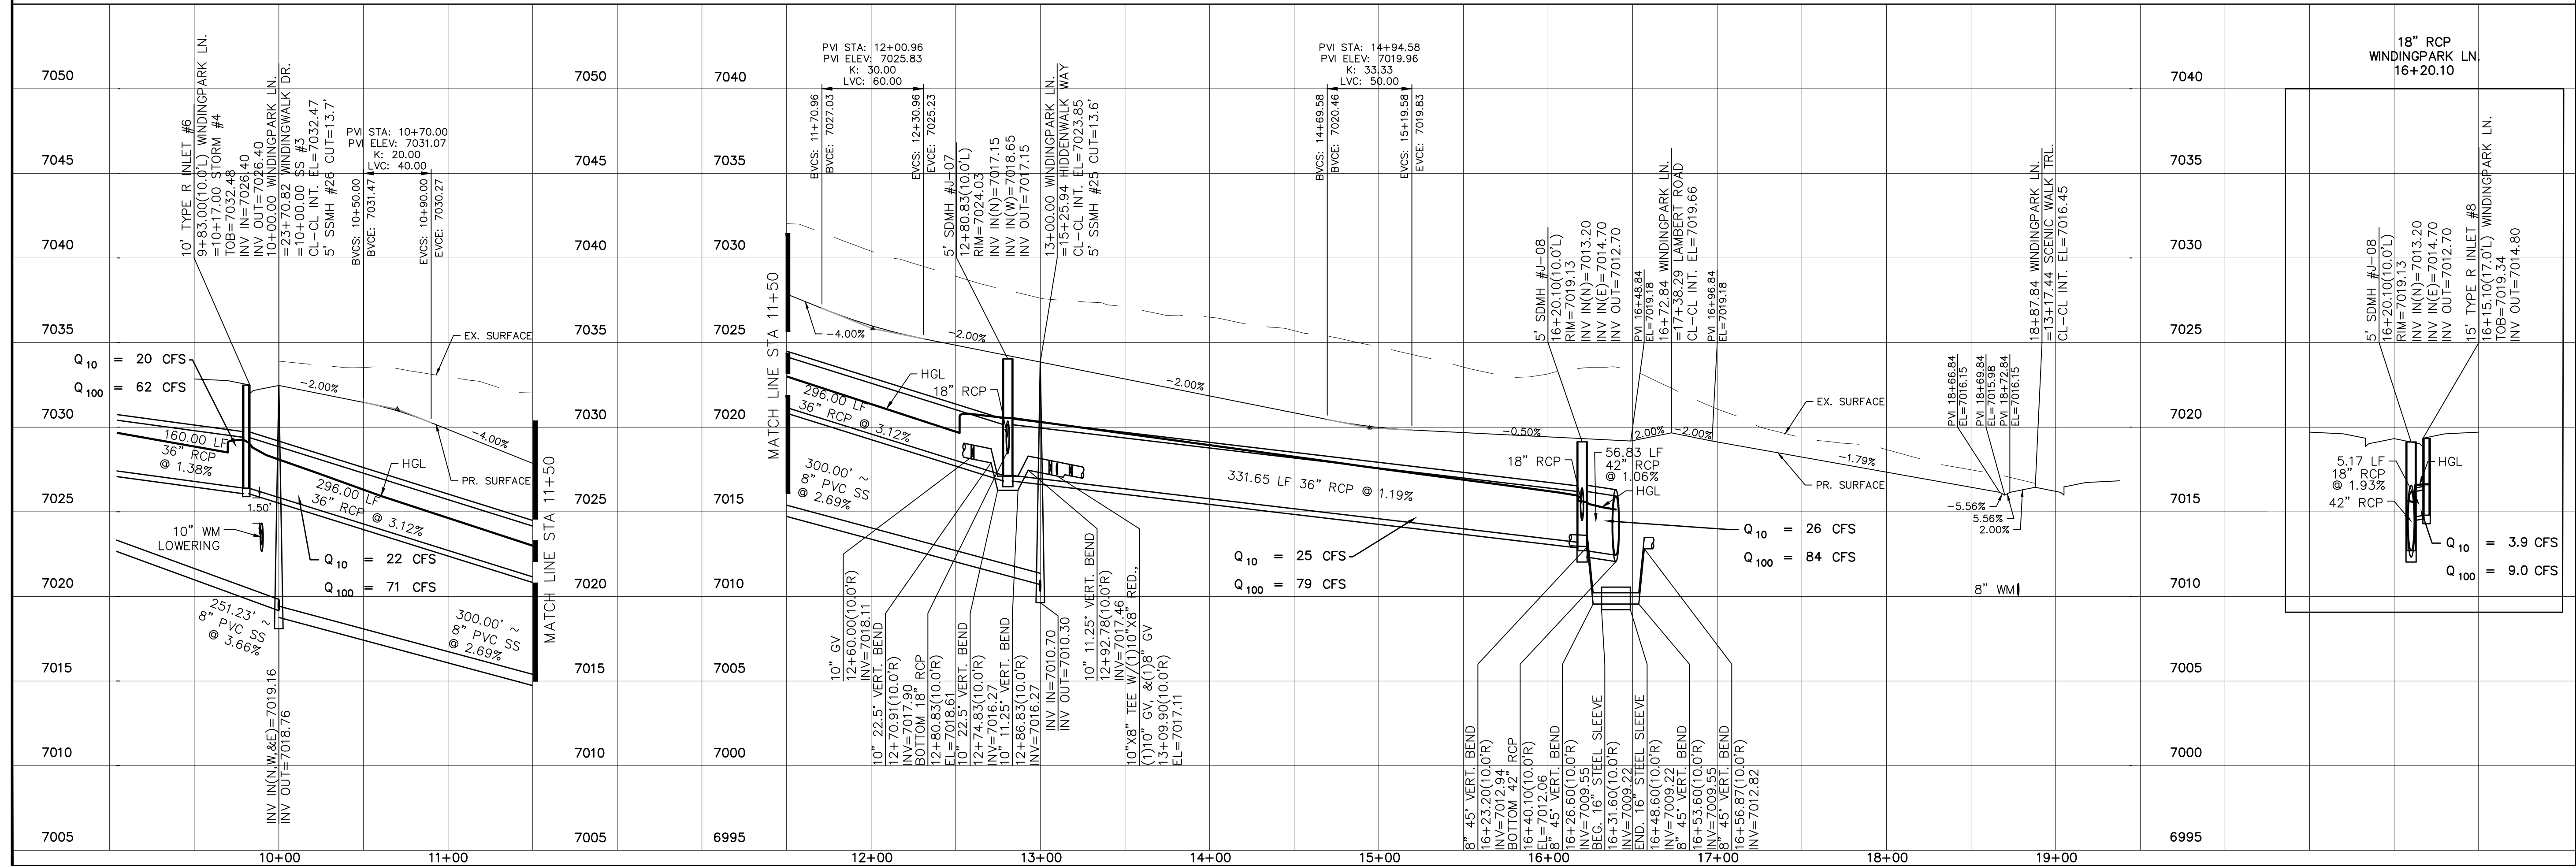 7050
7045
7040
7035
7030
7025
7020
7015
7010
7005
10' TYPE R INLET #6
9+83.00(10.0'L) WINDINGPARK LN.
=10+17.00 STORM #4
TOB=7032.48
INV IN=7026.40
INV OUT=7026.40
10+00.00 WINDINGPARK LN.
=23+70.82 WINDINGWALK DR.
=10+00.00 SS #3
CL-CL INT. EL=7032.47
5' SSMH #26 CUT=13.7'
PVI STA: 10+70.00
PVI ELEV: 7031.07
K: 20.00
LVC: 40.00
BVCS: 10+50.00
BVCE: 7031.47
EVCS: 10+90.00
EVCE: 7030.27
EX. SURFACE
Q10 = 20 CFS
Q100 = 62 CFS
-2.00%
-4.00%
160.00 LF
36" RCP
@ 1.38%
HGL
PR. SURFACE
296.00 LF
36" RCP @ 3.12%
1.50'
10" WM
LOWERING
Q10 = 22 CFS
Q100 = 71 CFS
251.23' ~
8" PVC SS
@ 3.66%
300.00' ~
8" PVC SS
@ 2.69%
INV IN(N,W,&E)=7019.16
INV OUT=7018.76
MATCH LINE STA 11+50
10+00
11+00
7050
7045
7040
7035
7030
7025
7020
7015
7010
7005
7040
7035
7030
7025
7020
7015
7010
7005
7000
6995
MATCH LINE STA 11+50
PVI STA: 12+00.96
PVI ELEV: 7025.83
K: 30.00
LVC: 60.00
BVCS: 11+70.96
BVCE: 7027.03
EVCS: 12+30.96
EVCE: 7025.23
5' SDMH #J-07
12+80.83(10.0'L)
RIM=7024.03
INV IN(N)=7017.15
INV IN(W)=7018.65
INV OUT=7017.15
13+00.00 WINDINGPARK LN.
=15+25.94 HIDDENWALK WAY
CL-CL INT. EL=7023.85
5' SSMH #25 CUT=13.6'
PVI STA: 14+94.58
PVI ELEV: 7019.96
K: 33.33
LVC: 50.00
BVCS: 14+69.58
BVCE: 7020.46
EVCS: 15+19.58
EVCE: 7019.83
-4.00%
-2.00%
-2.00%
-0.50%
HGL
18" RCP
296.00 LF
36" RCP @ 3.12%
300.00' ~
8" PVC SS
@ 2.69%
331.65 LF 36" RCP @ 1.19%
Q10 = 25 CFS
Q100 = 79 CFS
10" GV
12+60.00(10.0'R)
INV=7018.11
10" 22.5° VERT. BEND
12+70.91(10.0'R)
INV=7017.90
BOTTOM 18" RCP
12+80.83(10.0'R)
EL=7018.61
10" 22.5° VERT. BEND
12+74.83(10.0'R)
INV=7016.27
10" 11.25° VERT. BEND
12+86.83(10.0'R)
INV=7016.27
INV IN=7010.70
INV OUT=7010.30
10" 11.25° VERT. BEND
12+92.78(10.0'R)
INV=7017.46
10"X8" TEE W/(1)10"X8" RED.,
(1)10" GV, &(1)8" GV
13+09.90(10.0'R)
EL=7017.11
5' SDMH #J-08
16+20.10(10.0'L)
RIM=7019.13
INV IN(N)=7013.20
INV IN(E)=7014.70
INV OUT=7012.70
PVI 16+48.84
EL=7019.18
16+72.84 WINDINGPARK LN.
=17+38.29 LAMBERT ROAD
CL-CL INT. EL=7019.66
PVI 16+96.84
EL=7019.18
2.00%
-2.00%
18" RCP
56.83 LF
42" RCP
@ 1.06%
HGL
-1.79%
EX. SURFACE
PR. SURFACE
Q10 = 26 CFS
Q100 = 84 CFS
PVI 18+66.84
EL=7016.15
PVI 18+69.84
EL=7015.98
PVI 18+72.84
EL=7016.15
18+87.84 WINDINGPARK LN.
=13+17.44 SCENIC WALK TRL.
CL-CL INT. EL=7016.45
-5.56%
5.56%
2.00%
8" WM
8" 45° VERT. BEND
16+23.20(10.0'R)
INV=7012.94
BOTTOM 42" RCP
16+40.10(10.0'R)
EL=7012.06
8" 45° VERT. BEND
16+26.60(10.0'R)
INV=7009.55
BEG. 16" STEEL SLEEVE
16+31.60(10.0'R)
INV=7009.22
END. 16" STEEL SLEEVE
16+48.60(10.0'R)
INV=7009.22
8" 45° VERT. BEND
16+53.60(10.0'R)
INV=7009.55
8" 45° VERT. BEND
16+56.87(10.0'R)
INV=7012.82
12+00
13+00
14+00
15+00
16+00
17+00
18+00
19+00
7040
7035
7030
7025
7020
7015
7010
7005
7000
6995
18" RCP
WINDINGPARK LN.
16+20.10
5' SDMH #J-08
16+20.10(10.0'L)
RIM=7019.13
INV IN(N)=7013.20
INV IN(E)=7014.70
INV OUT=7012.70
15' TYPE R INLET #8
16+15.10(17.0'L) WINDINGPARK LN.
TOB=7019.34
INV OUT=7014.80
5.17 LF
18" RCP
@ 1.93%
42" RCP
HGL
Q10 = 3.9 CFS
Q100 = 9.0 CFS